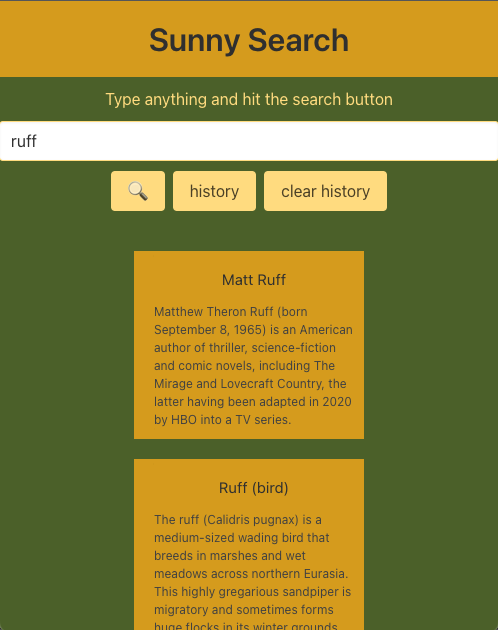 Sunny Search
Type anything and hit the search button
ruff
history
clear history
Matt Ruff
Matthew Theron Ruff (born
September 8, 1965) is an American
author of thriller, science-fiction
and comic novels, including The
Mirage and Lovecraft Country, the
latter having been adapted in 2020
by HBO into a TV series.
Ruff (bird)
The ruff (Calidris pugnax) is a
medium-sized wading bird that
breeds in marshes and wet
meadows across northern Eurasia.
This highly gregarious sandpiper is
migratory and sometimes forms
huge flocks in its winter grounds